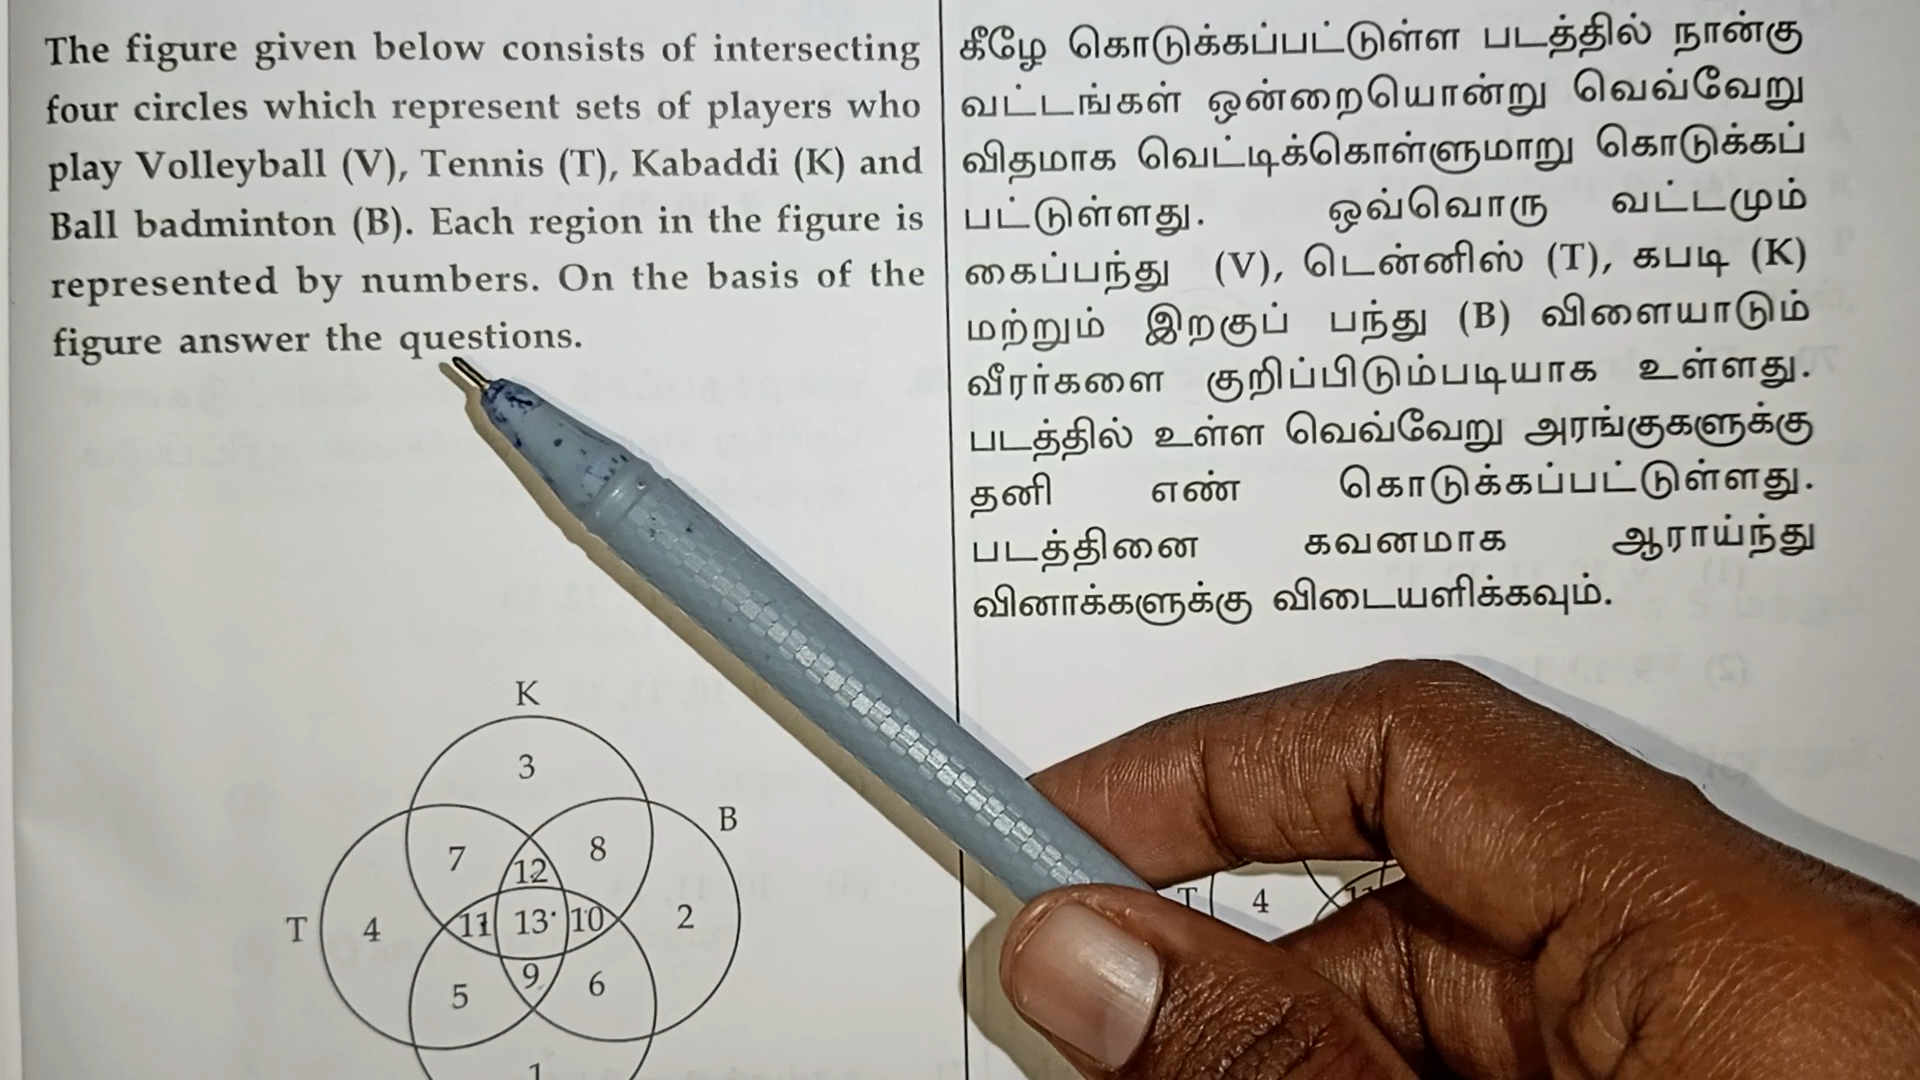 The figure given below consists of intersecting
four circles which represent sets of players who
play Volleyball (V), Tennis (T), Kabaddi (K) and
Ball badminton (B). Each region in the figure is
represented by numbers. On the basis of the
figure answer the questions.
K
3
B
7
8
12
T
4
11
13
10
2
9
5
6
1
கீழே கொடுக்கப்பட்டுள்ள படத்தில் நான்கு
வட்டங்கள் ஒன்றையொன்று வெவ்வேறு
விதமாக வெட்டிக்கொள்ளுமாறு கொடுக்கப்
பட்டுள்ளது. ஒவ்வொரு வட்டமும்
கைப்பந்து (V), டென்னிஸ் (T), கபடி (K)
மற்றும் இறகுப் பந்து (B) விளையாடும்
வீரர்களை குறிப்பிடும்படியாக உள்ளது.
படத்தில் உள்ள வெவ்வேறு அரங்குகளுக்கு
தனி எண் கொடுக்கப்பட்டுள்ளது.
படத்தினை கவனமாக ஆராய்ந்து
வினாக்களுக்கு விடையளிக்கவும்.
T
4